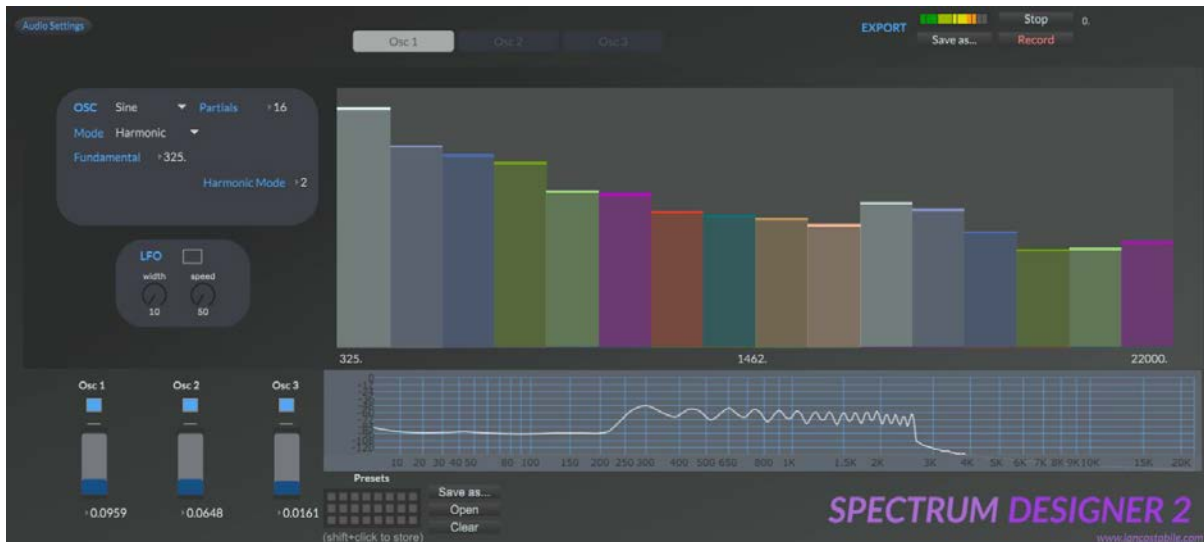 Audio Settings
Osc 1 Osc 2 Osc 3
EXPORT
Stop 0.
Save as... Record
OSC Sine Partials 16
Mode Harmonic
Fundamental 325.
Harmonic Mode 2
LFO
width speed
10 50
325. 1462. 22000.
Osc 1 Osc 2 Osc 3
0.0959 0.0648 0.0161
0
-120
10 20 30 40 50 80 100 150 200 250 300 400 500 650 800 1K 1.5K 2K 3K 4K 5K 6K 7K 8K 9K 10K 15K 20K
Presets
Save as...
Open
Clear
(shift+click to store)
SPECTRUM DESIGNER 2